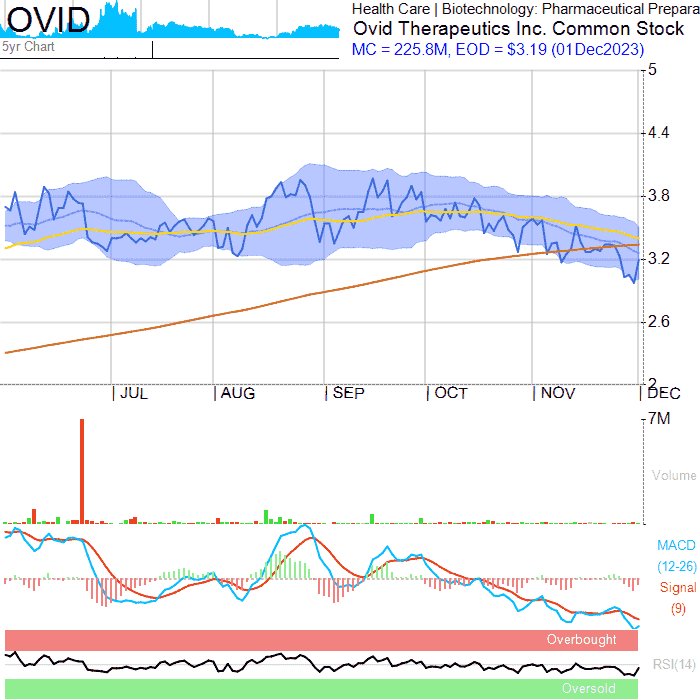 OVID
Health Care | Biotechnology: Pharmaceutical Prepara
Ovid Therapeutics Inc. Common Stock
5yr Chart
MC = 225.8M, EOD = $3.19 (01Dec2023)
5
4.4
3.8
3.2
2.6
2
JUL AUG SEP OCT NOV DEC
7M
Volume
MACD
(12-26)
Signal
(9)
Overbought
RSI(14)
Oversold